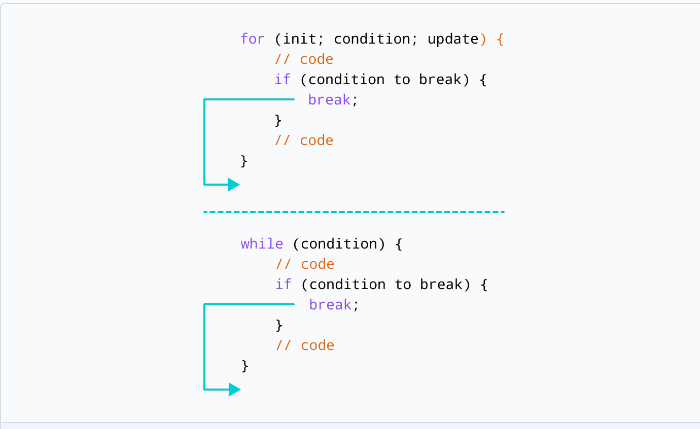 for (init; condition; update) {
// code
if (condition to break) {
break;
}
// code
}
while (condition) {
// code
if (condition to break) {
break;
}
// code
}